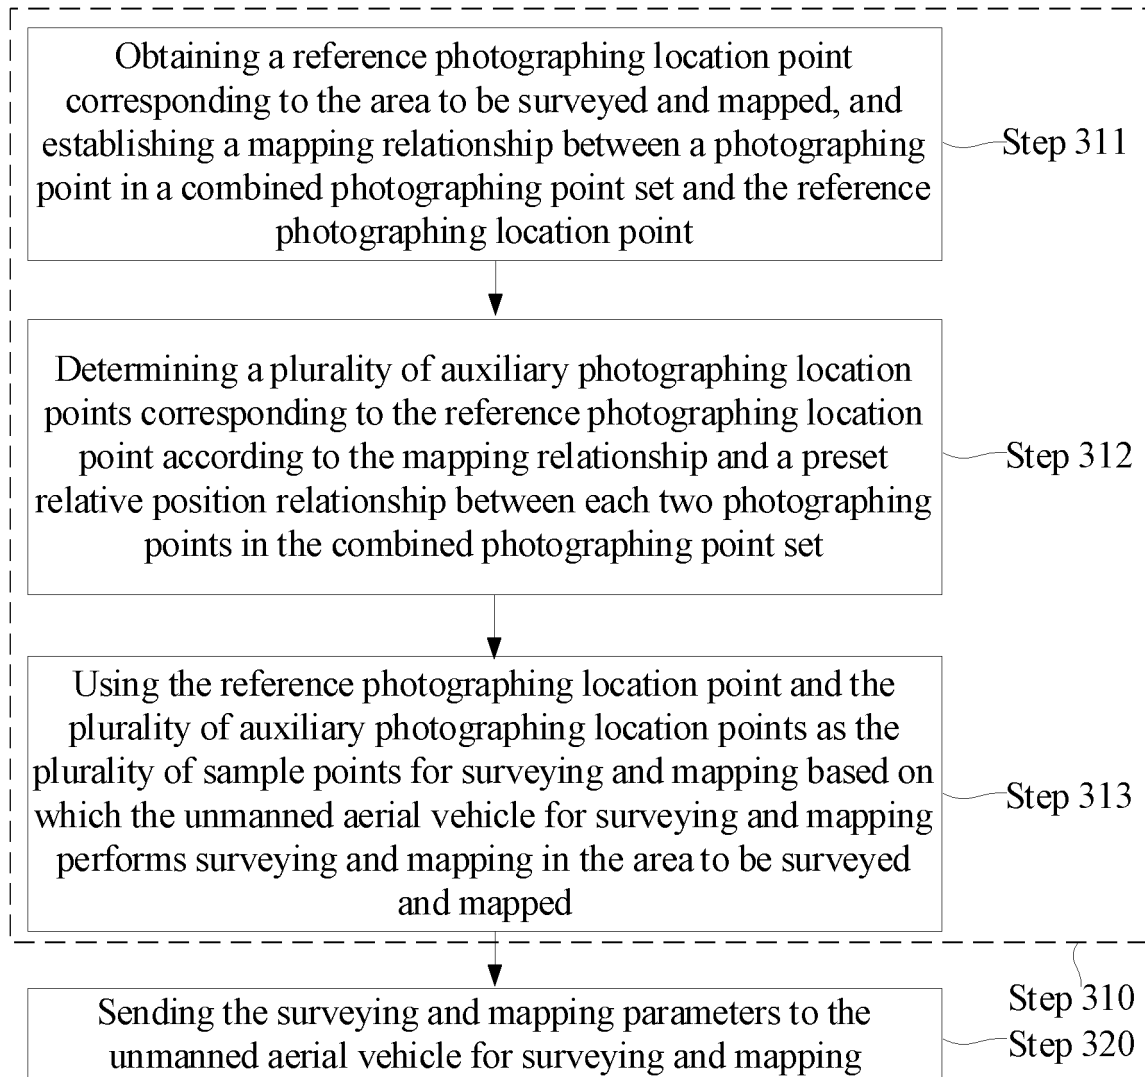 Obtaining a reference photographing location point
corresponding to the area to be surveyed and mapped, and
establishing a mapping relationship between a photographing
point in a combined photographing point set and the reference
photographing location point
Step 311
Determining a plurality of auxiliary photographing location
points corresponding to the reference photographing location
point according to the mapping relationship and a preset
relative position relationship between each two photographing
points in the combined photographing point set
Step 312
Using the reference photographing location point and the
plurality of auxiliary photographing location points as the
plurality of sample points for surveying and mapping based on
which the unmanned aerial vehicle for surveying and mapping
performs surveying and mapping in the area to be surveyed
and mapped
Step 313
Step 310
Sending the surveying and mapping parameters to the
unmanned aerial vehicle for surveying and mapping
Step 320